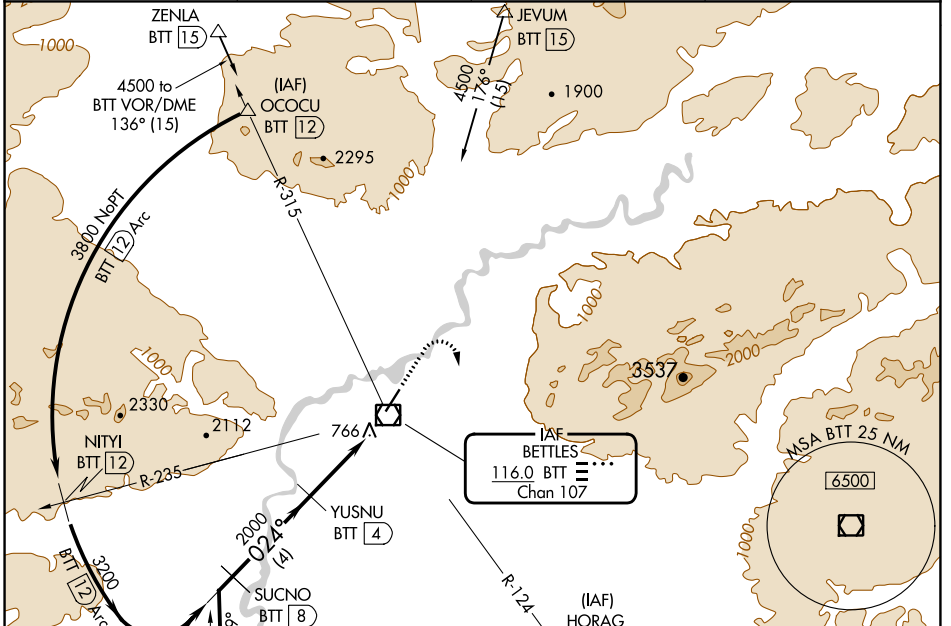 ZENLA
BTT 15
JEVUM
BTT 15
1000
4500 to
BTT VOR/DME
136° (15)
(IAF)
OCOCU
BTT 12
4500
176°
(15)
1900
2295
1000
R-315
3800 NoPT
BTT 12 Arc
1000
2000
3537
1000
2330
2112
766
NITYI
BTT 12
R-235
IAF
BETTLES
116.0 BTT
Chan 107
MSA BTT 25 NM
6500
YUSNU
BTT 4
2000
024°
(4)
1000
3200
BTT 12 Arc
SUCNO
BTT 8
R-124
(IAF)
HORAG